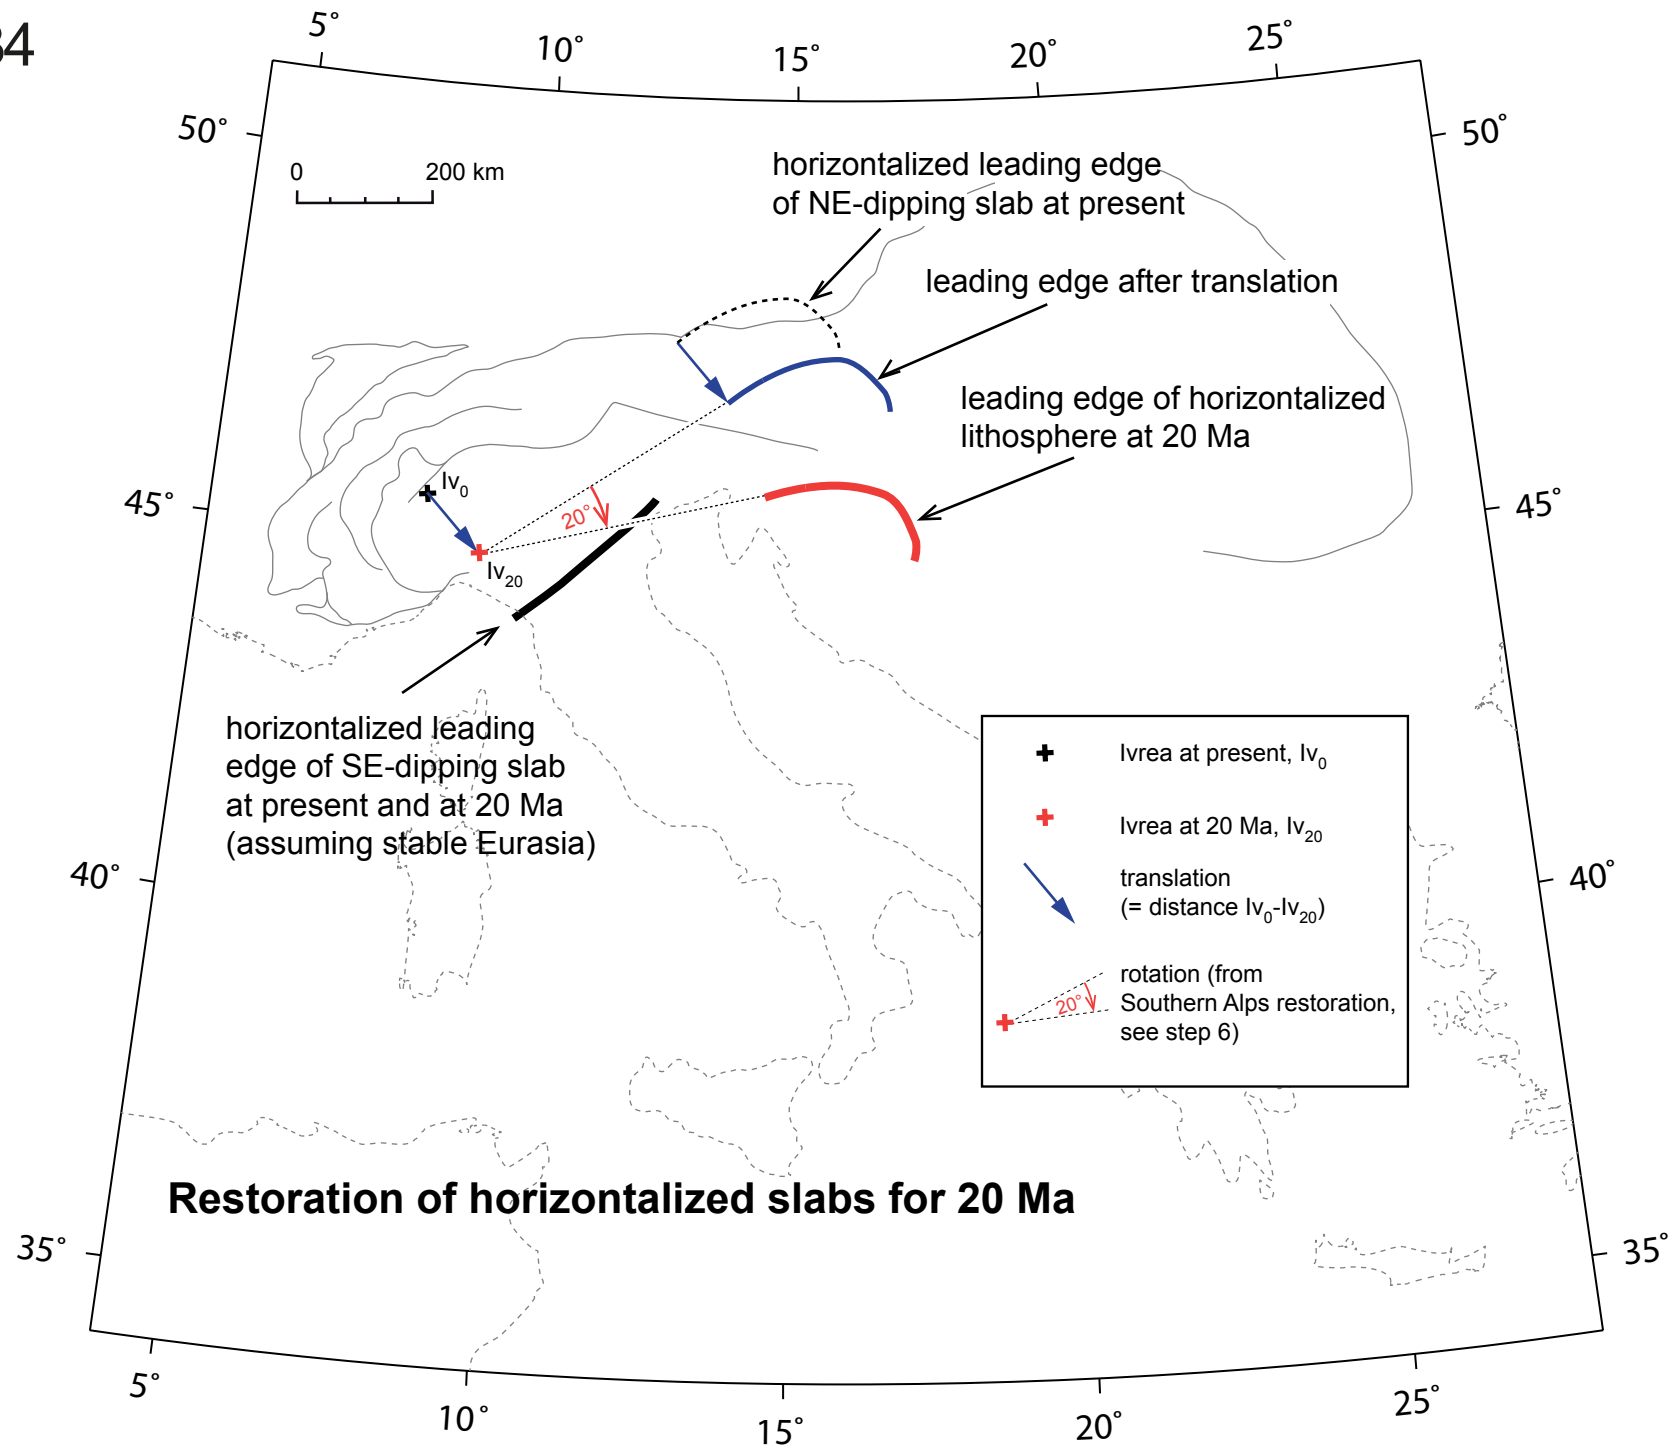 5°
10°
15°
20°
25°
50°
50°
0
200 km
horizontalized leading edge
of NE-dipping slab at present
leading edge after translation
leading edge of horizontalized
lithosphere at 20 Ma
45°
45°
Iv0
20°
Iv20
horizontalized leading
edge of SE-dipping slab
at present and at 20 Ma
(assuming stable Eurasia)
Ivrea at present, Iv0
Ivrea at 20 Ma, Iv20
translation
(= distance Iv0-Iv20)
rotation (from
Southern Alps restoration,
see step 6)
20°
40°
40°
Restoration of horizontalized slabs for 20 Ma
35°
35°
5°
10°
15°
20°
25°